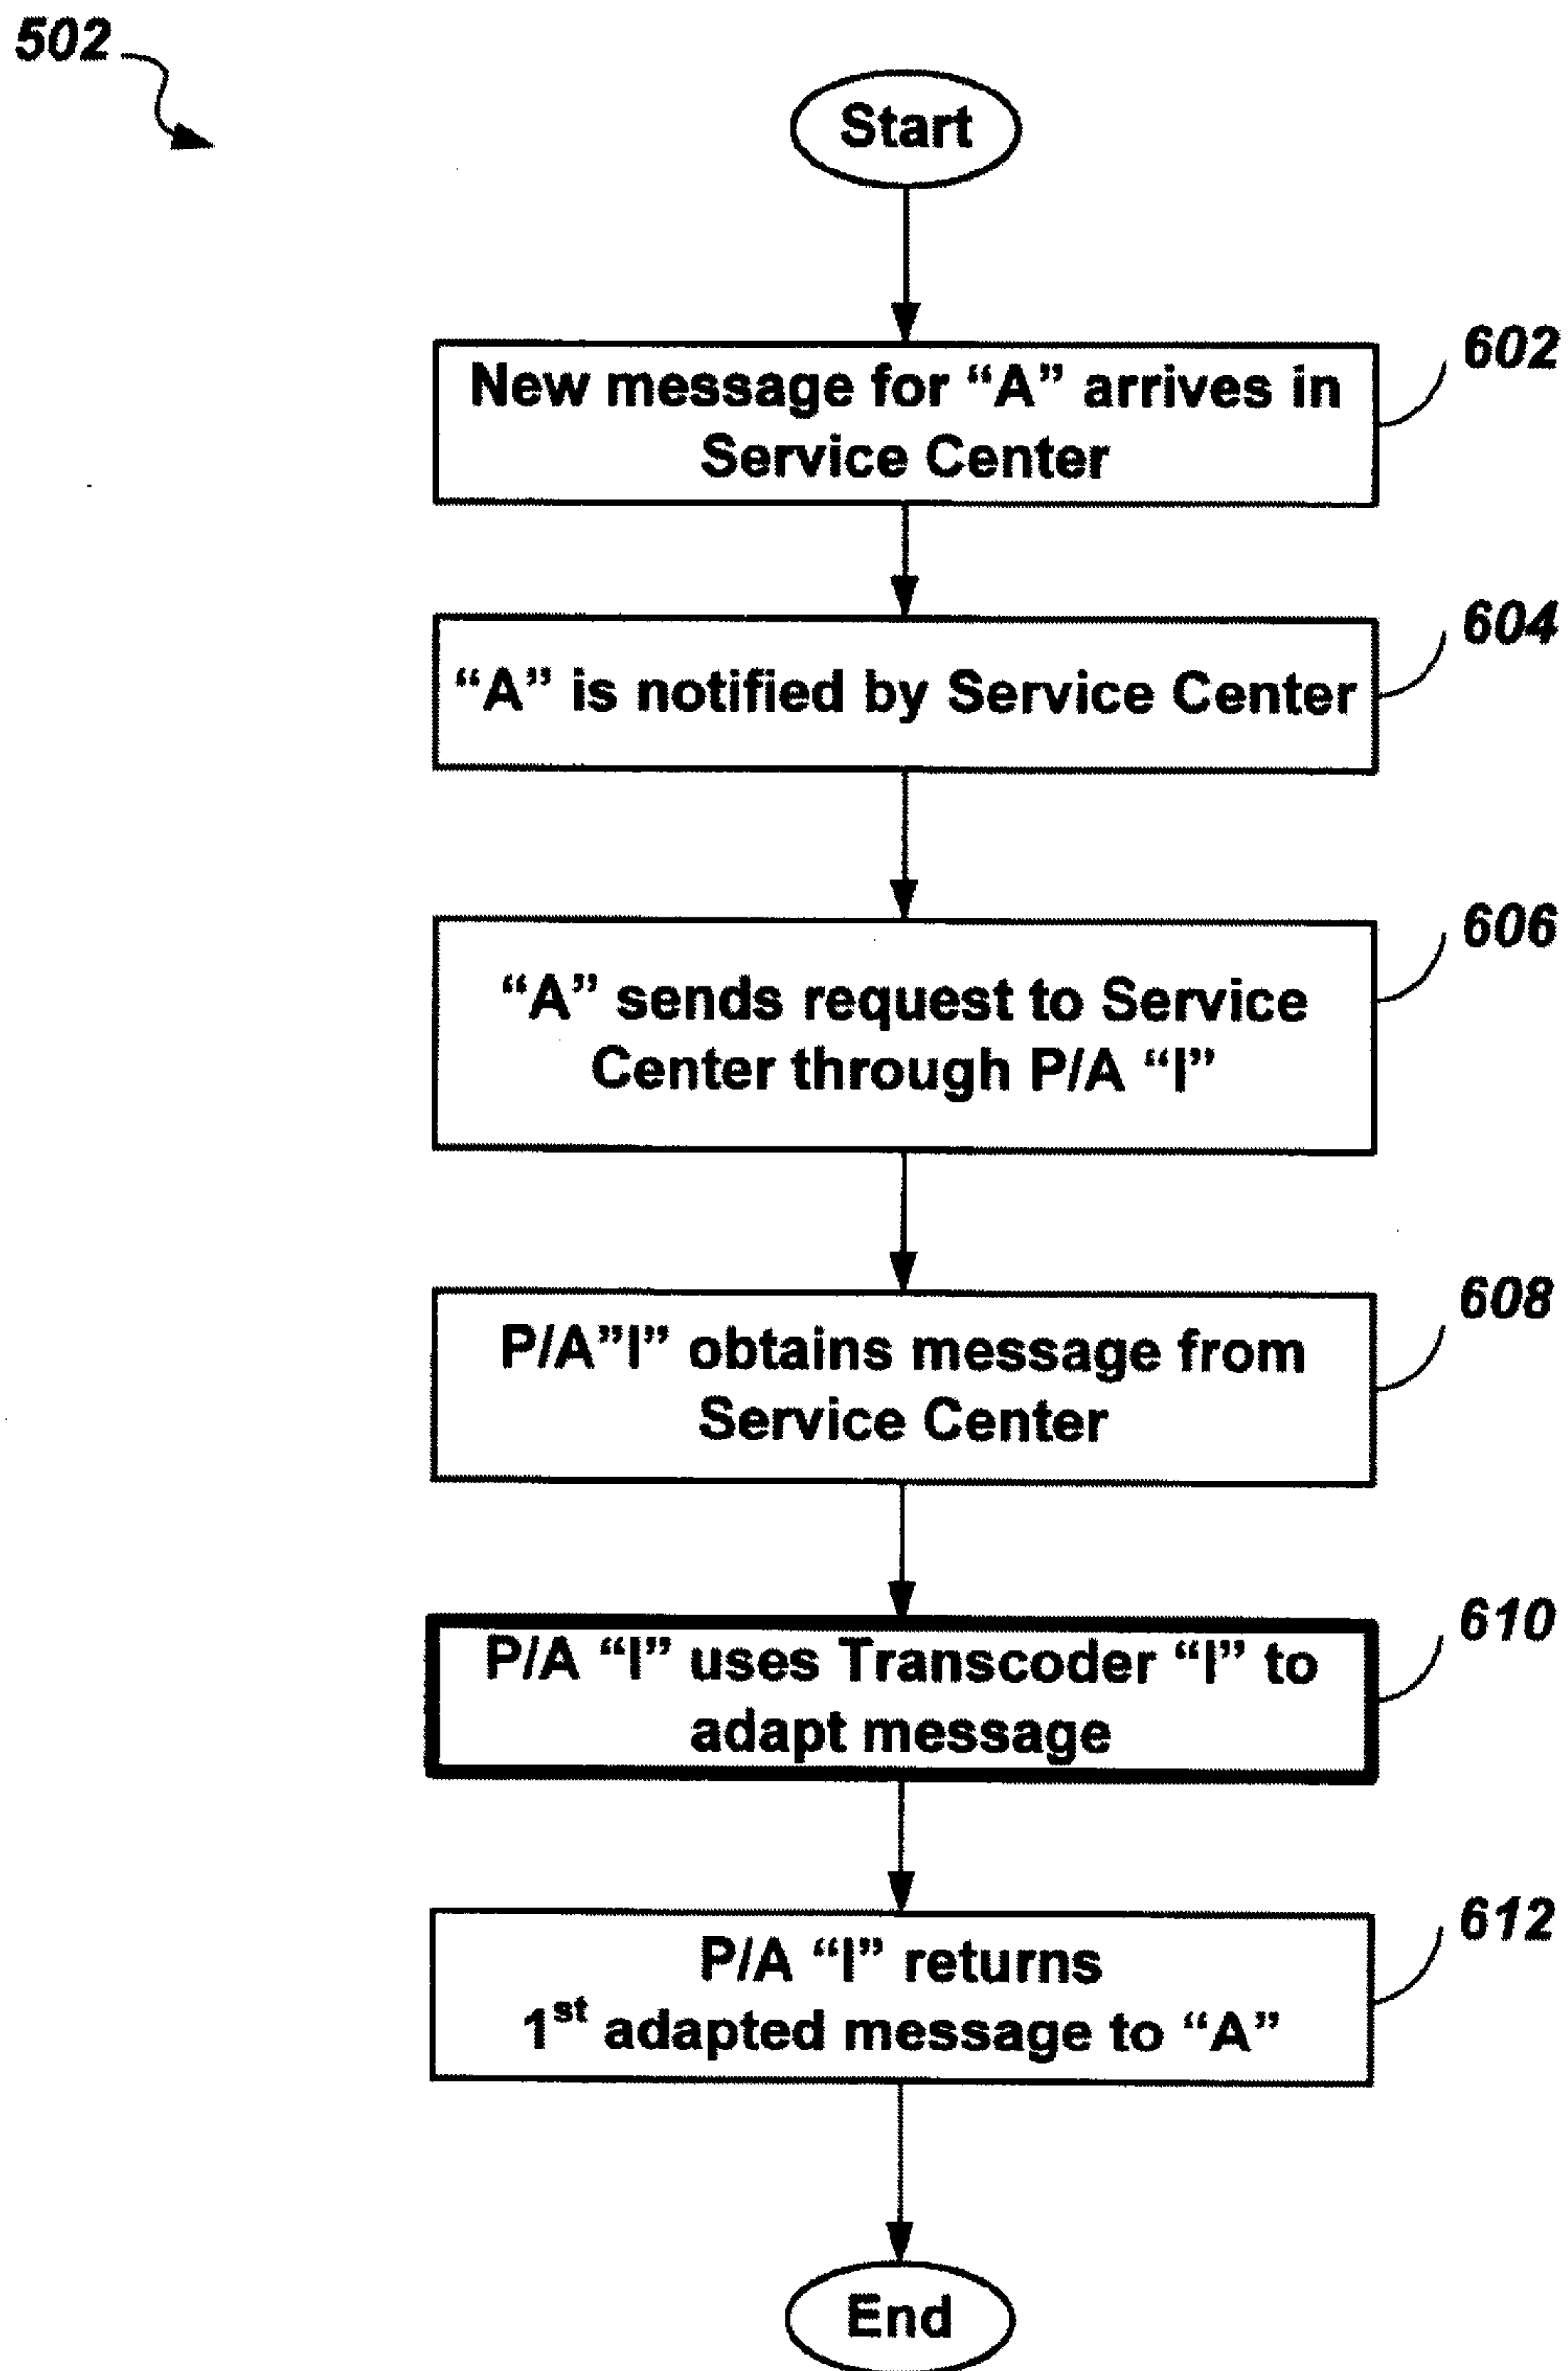 502
Start
602
New message for “A” arrives in
Service Center
604
“A” is notified by Service Center
606
“A” sends request to Service
Center through P/A “I”
608
P/A”I” obtains message from
Service Center
610
P/A “I” uses Transcoder “I” to
adapt message
612
P/A “I” returns
1st adapted message to “A”
End